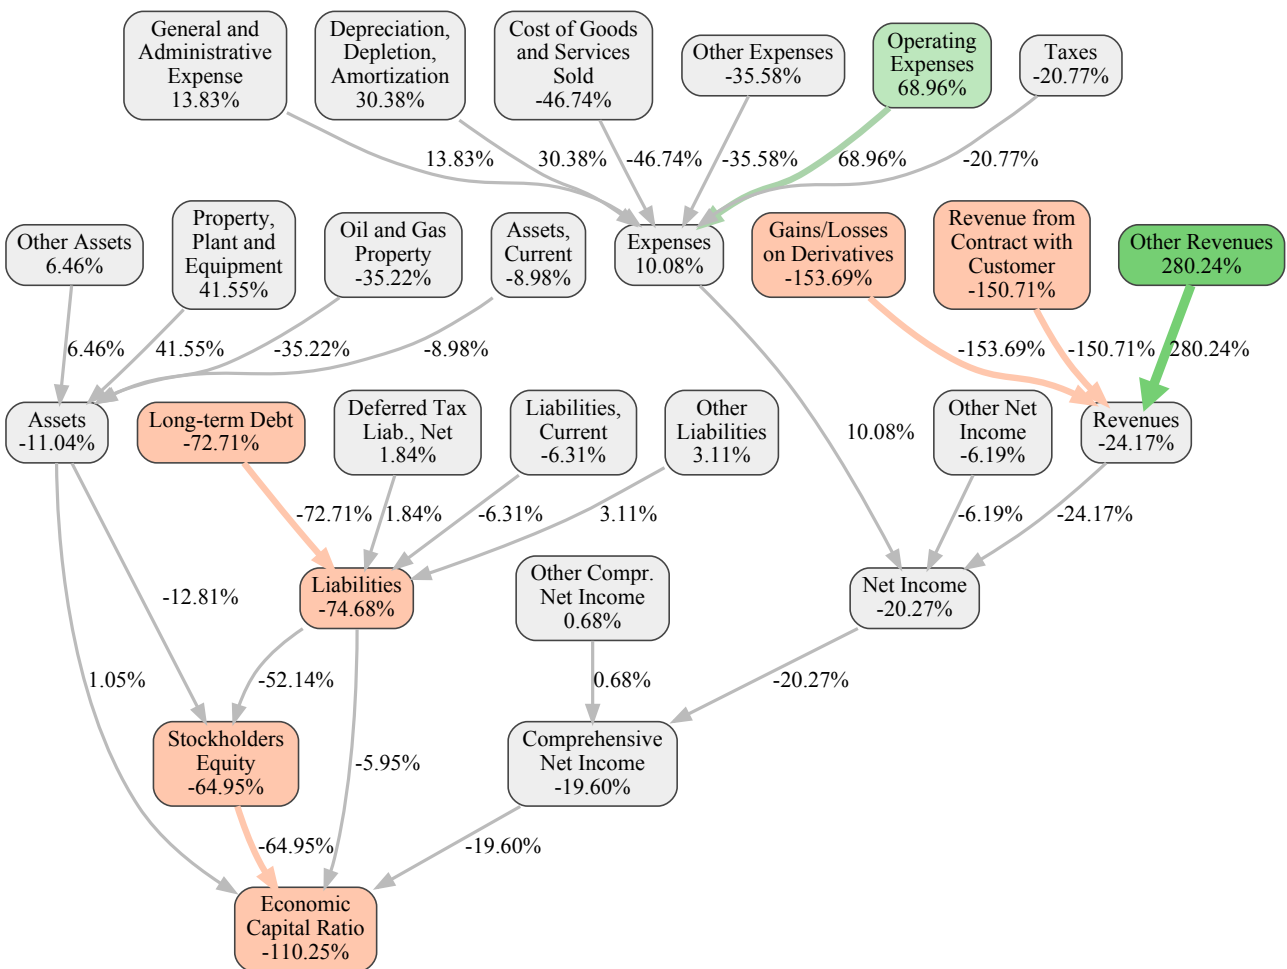 General and
Administrative
Expense
13.83%
Depreciation,
Depletion,
Amortization
30.38%
Cost of Goods
and Services
Sold
-46.74%
Other Expenses
-35.58%
Operating
Expenses
68.96%
Taxes
-20.77%
13.83%
30.38%
-46.74%
-35.58%
68.96%
-20.77%
Other Assets
6.46%
Property,
Plant and
Equipment
41.55%
Oil and Gas
Property
-35.22%
Assets,
Current
-8.98%
Expenses
10.08%
Gains/Losses
on Derivatives
-153.69%
Revenue from
Contract with
Customer
-150.71%
Other Revenues
280.24%
6.46%
41.55%
-35.22%
-8.98%
-153.69%
-150.71%
280.24%
Assets
-11.04%
Long-term Debt
-72.71%
Deferred Tax
Liab., Net
1.84%
Liabilities,
Current
-6.31%
Other
Liabilities
3.11%
10.08%
Other Net
Income
-6.19%
Revenues
-24.17%
-72.71%
1.84%
-6.31%
3.11%
-6.19%
-24.17%
-12.81%
Liabilities
-74.68%
Other Compr.
Net Income
0.68%
Net Income
-20.27%
1.05%
-52.14%
0.68%
-20.27%
Stockholders
Equity
-64.95%
-5.95%
Comprehensive
Net Income
-19.60%
-64.95%
-19.60%
Economic
Capital Ratio
-110.25%